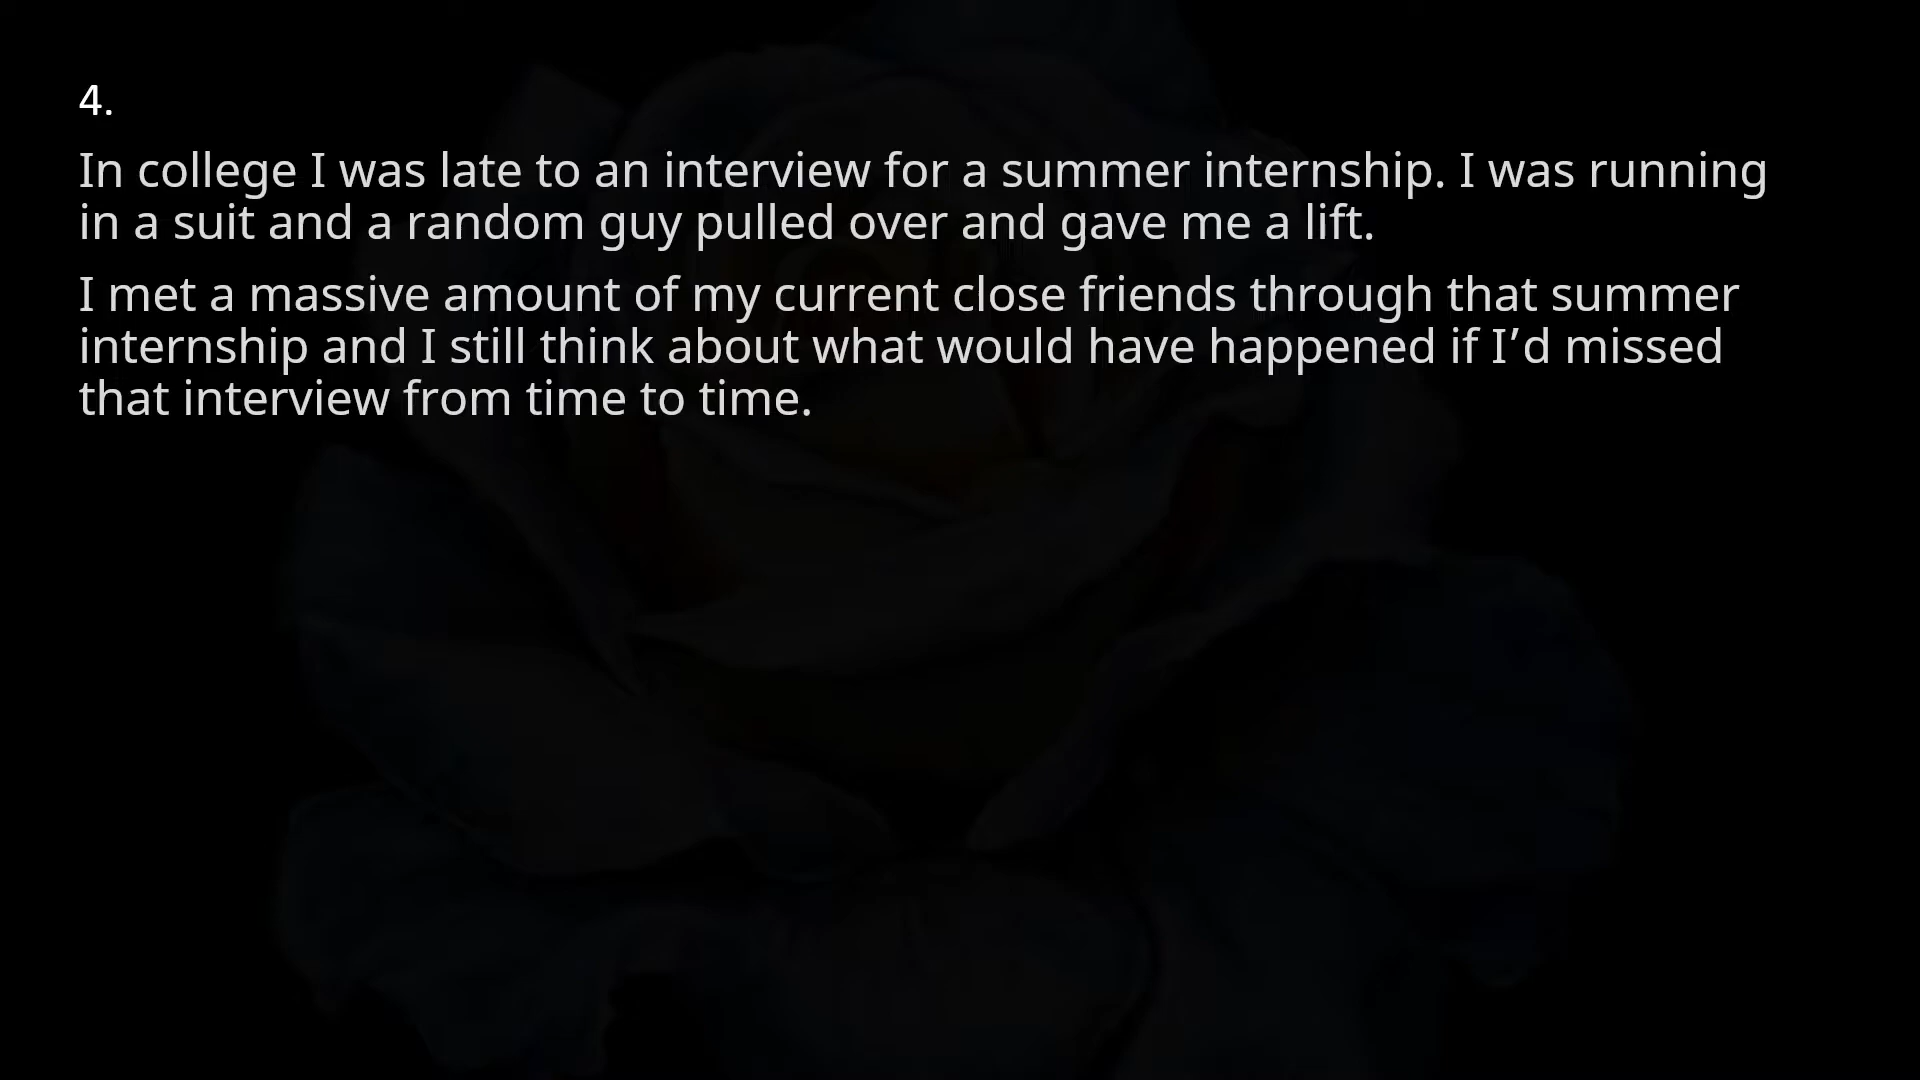 4.
In college I was late to an interview for a summer internship. I was running
in a suit and a random guy pulled over and gave me a lift.
I met a massive amount of my current close friends through that summer
internship and I still think about what would have happened if I’d missed
that interview from time to time.